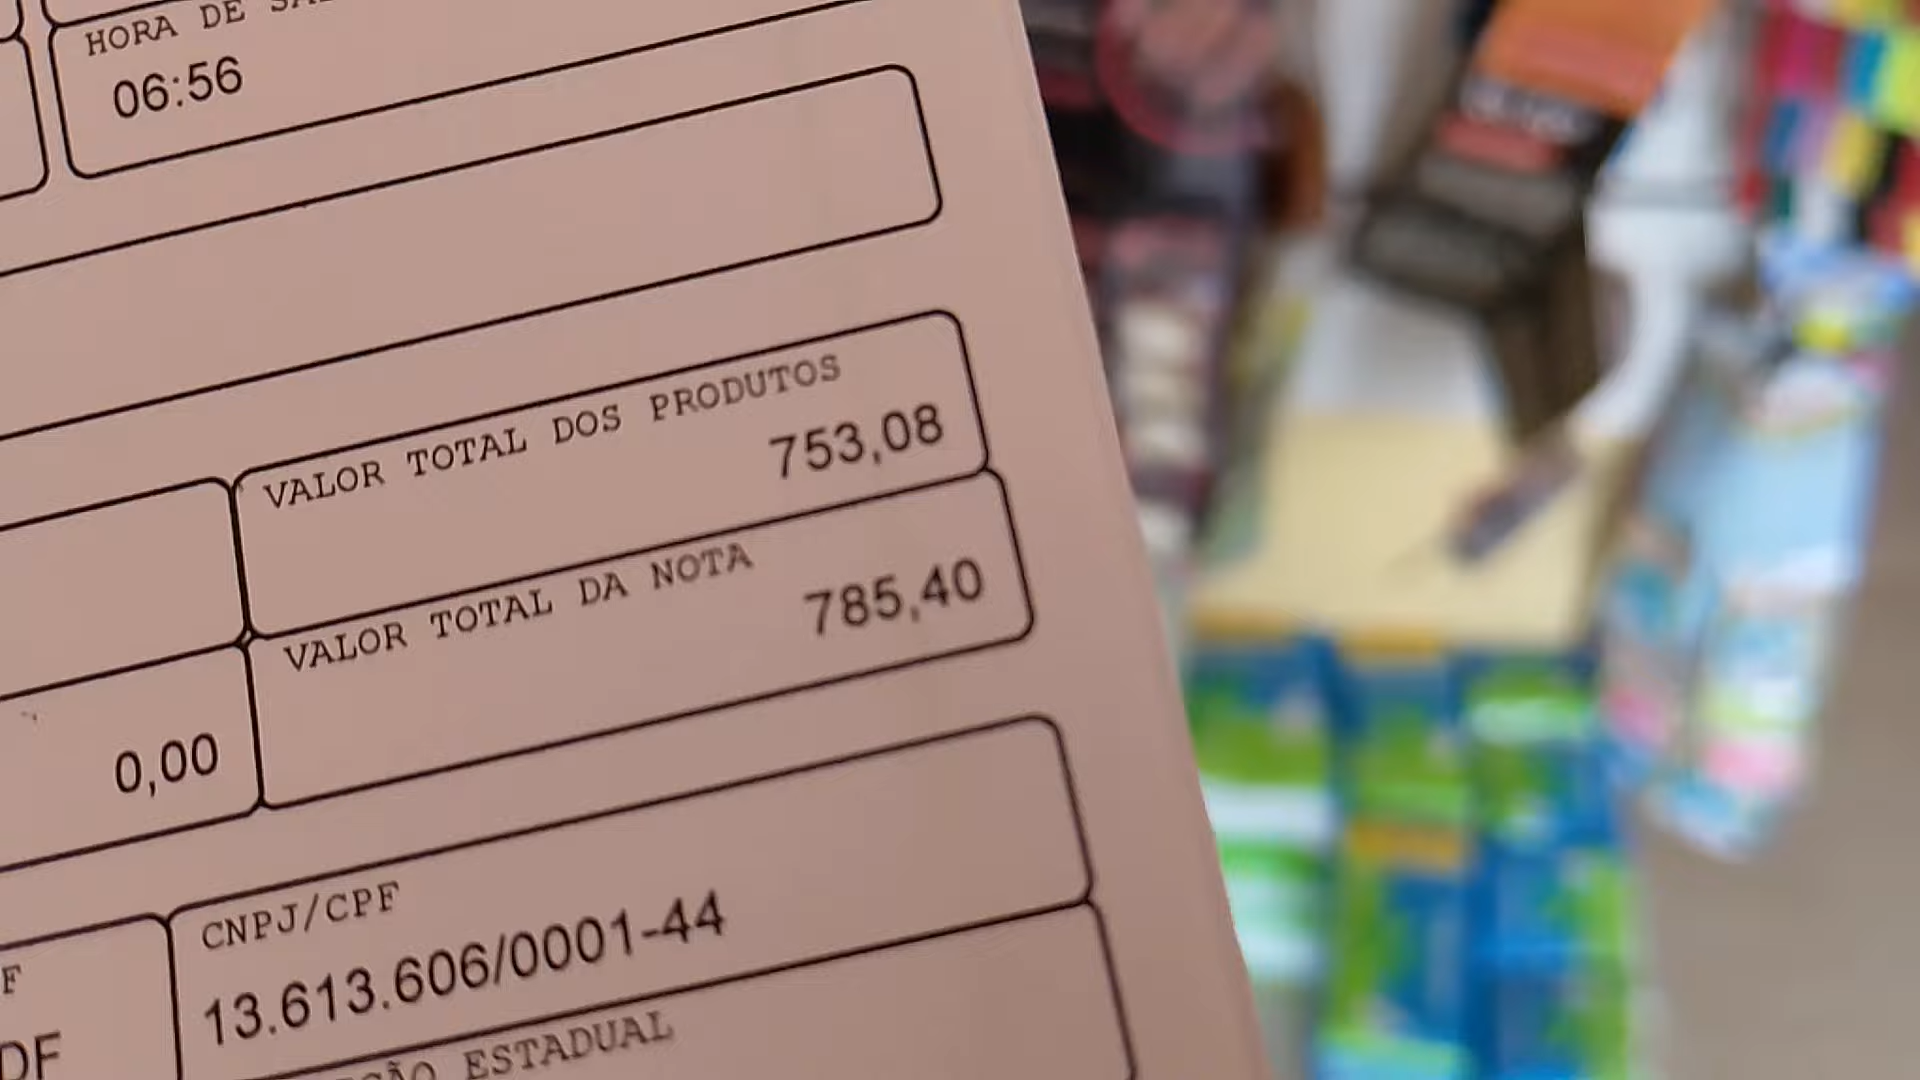 HORA DE
06:56
VALOR TOTAL DOS PRODUTOS
753,08
VALOR TOTAL DA NOTA
785,40
0,00
CNPJ/CPF
13.613.606/0001-44
F
DF
ESTADUAL